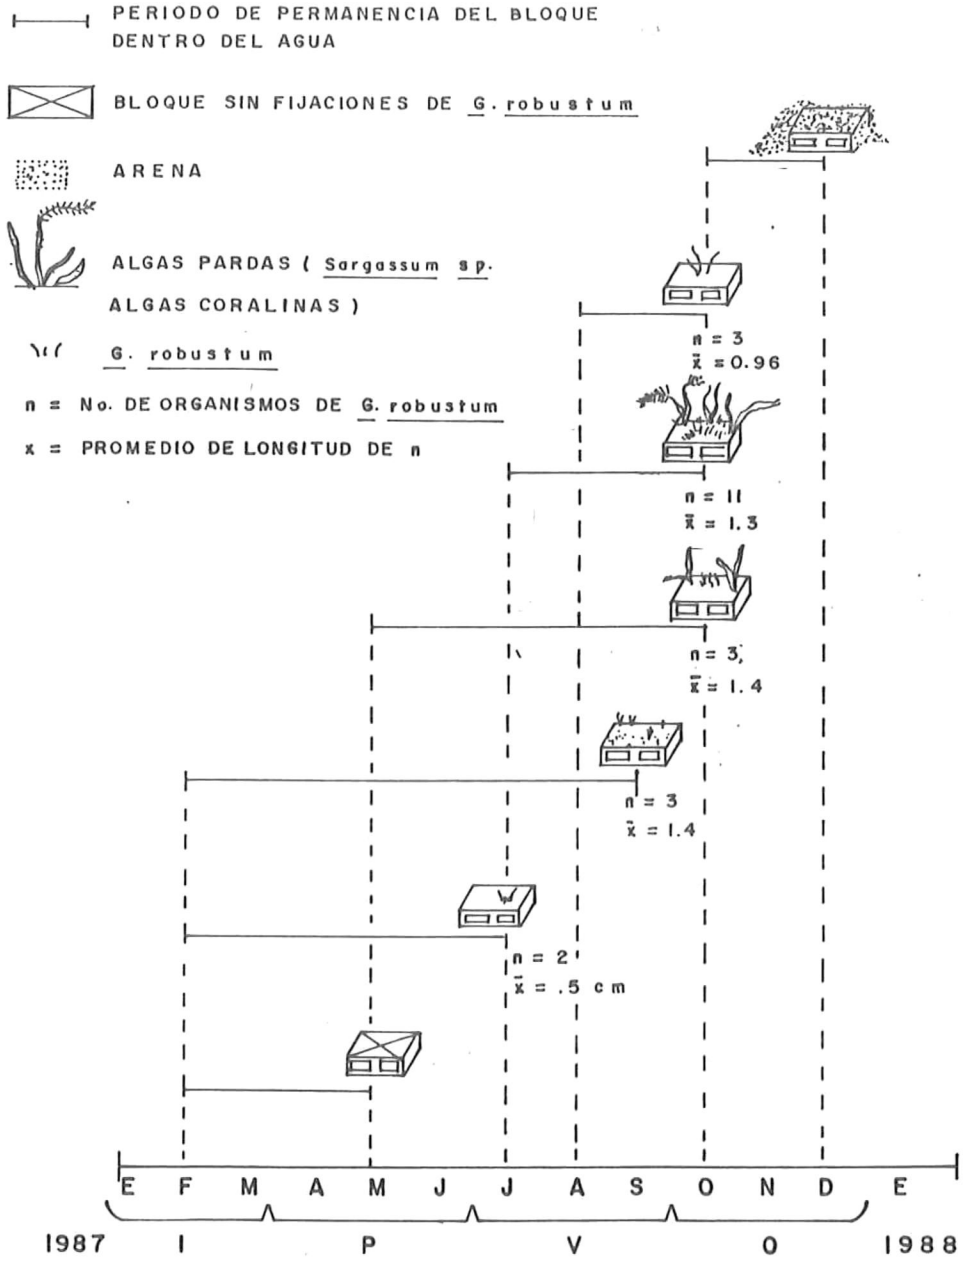 PERIODO DE PERMANENCIA DEL BLOQUE
DENTRO DEL AGUA
BLOQUE SIN FIJACIONES DE G. robustum
ARENA
ALGAS PARDAS ( Sargassum sp.
ALGAS CORALINAS )
G. robustum
n = No. DE ORGANISMOS DE G. robustum
x = PROMEDIO DE LONGITUD DE n
n = 3
x̄ = 0.96
n = 11
x̄ = 1.3
n = 3
x̄ = 1.4
n = 3
x̄ = 1.4
n = 2
x̄ = .5 cm
E F M A M J J A S O N D E
1987 I P V O 1988